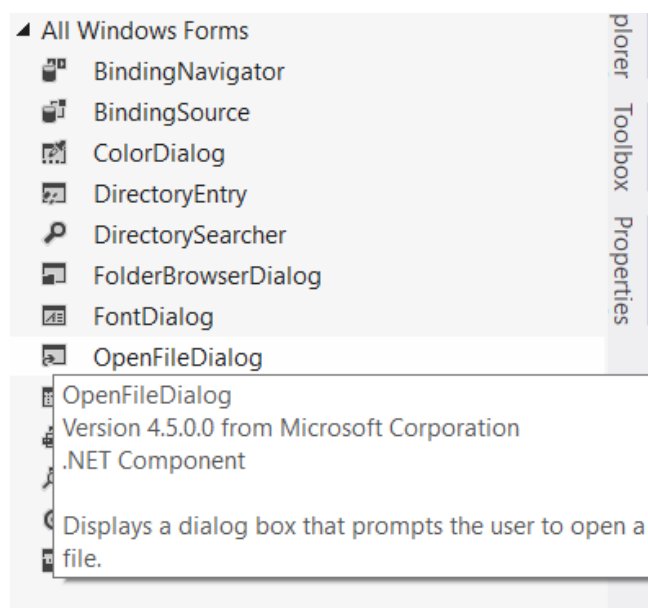 All Windows Forms
BindingNavigator
BindingSource
ColorDialog
DirectoryEntry
DirectorySearcher
FolderBrowserDialog
FontDialog
OpenFileDialog
OpenFileDialog
Version 4.5.0.0 from Microsoft Corporation
.NET Component
Displays a dialog box that prompts the user to open a
file.
plorer
Toolbox
Properties